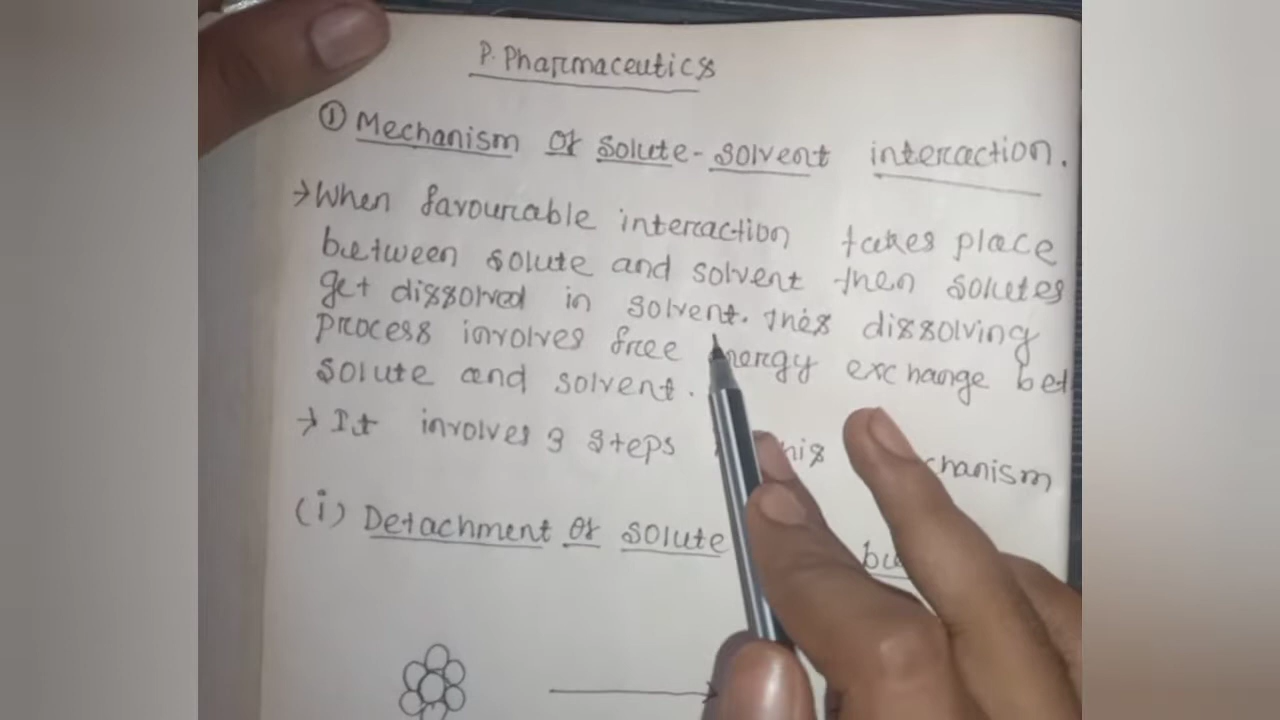 P. Pharmaceutics
① Mechanism of solute-solvent interaction.
→ When favourable interaction takes place
between solute and solvent then solutes
get dissolved in solvent. This dissolving
process involves free energy exchange bet
solute and solvent.
→ It involves 3 steps
(i) Detachment of solute